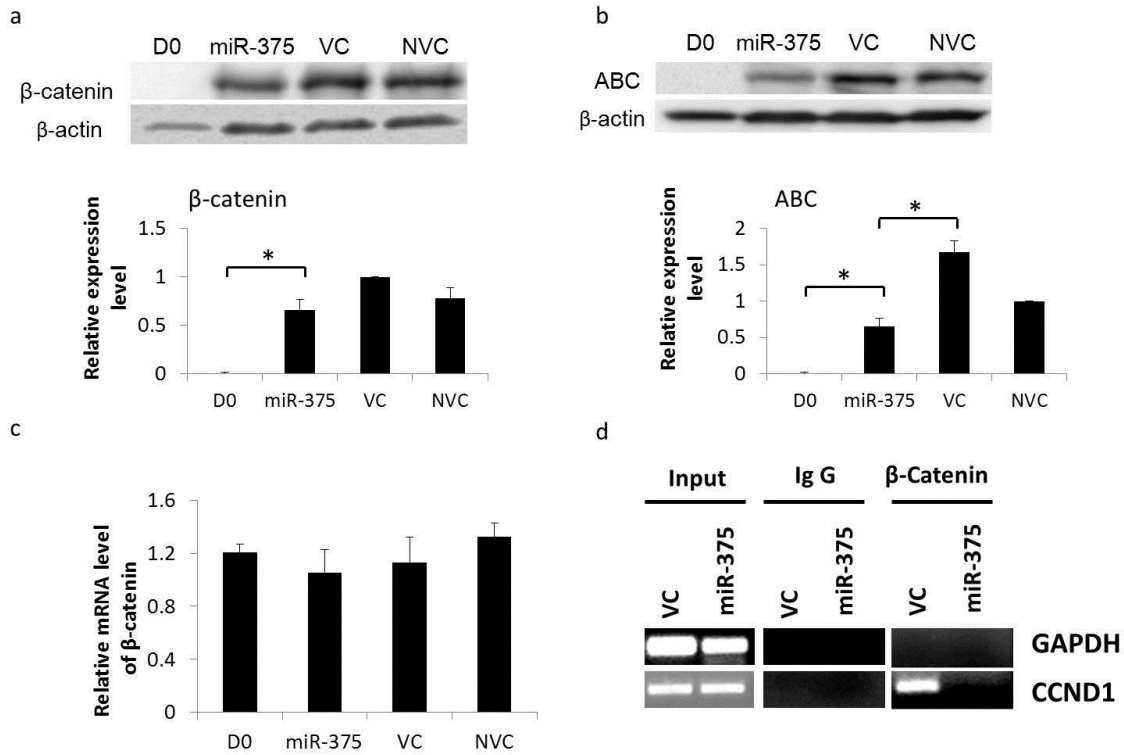 a
D0 miR-375 VC NVC
β-catenin
β-actin
β-catenin
Relative expression
level
1.5
1
0.5
0
*
D0 miR-375 VC NVC
b
D0 miR-375 VC NVC
ABC
β-actin
ABC
Relative expression
level
2
1.5
1
0.5
0
*
*
D0 miR-375 VC NVC
c
Relative mRNA level
of β-catenin
1.6
1.2
0.8
0.4
0
D0 miR-375 VC NVC
d
Input Ig G β-Catenin
VC miR-375 VC miR-375 VC miR-375
GAPDH
CCND1